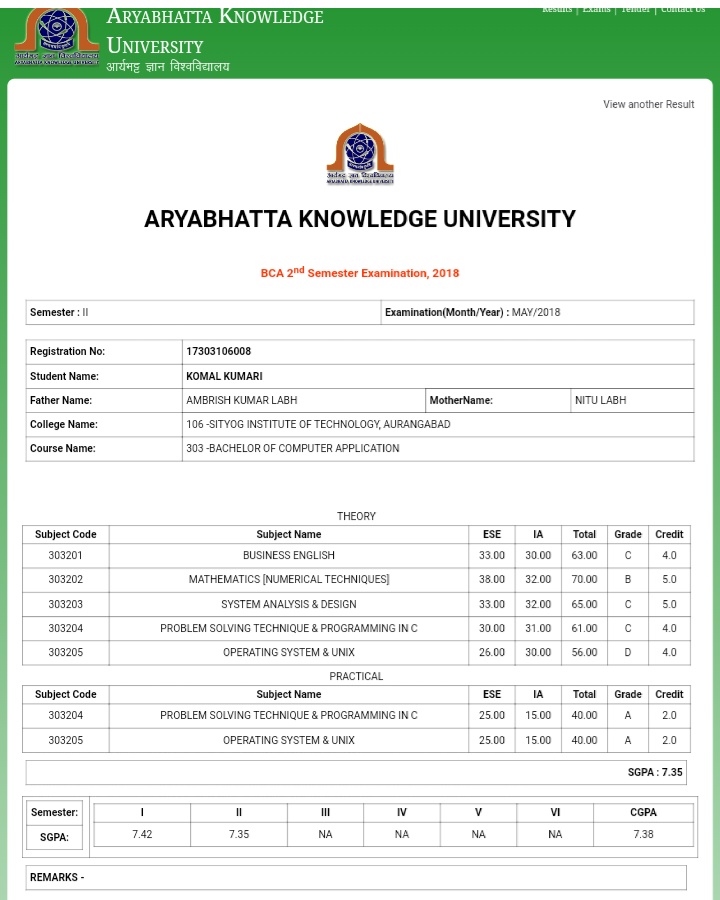 Results | Exams | Tender | Contact Us
ARYABHATTA KNOWLEDGE
UNIVERSITY
आर्यभट्ट ज्ञान विश्वविद्यालय
View another Result
ARYABHATTA KNOWLEDGE UNIVERSITY
BCA 2nd Semester Examination, 2018
Semester : II Examination(Month/Year) : MAY/2018
Registration No: 17303106008
Student Name: KOMAL KUMARI
Father Name: AMBRISH KUMAR LABH MotherName: NITU LABH
College Name: 106 -SITYOG INSTITUTE OF TECHNOLOGY, AURANGABAD
Course Name: 303 -BACHELOR OF COMPUTER APPLICATION
THEORY
Subject Code Subject Name ESE IA Total Grade Credit
303201 BUSINESS ENGLISH 33.00 30.00 63.00 C 4.0
303202 MATHEMATICS [NUMERICAL TECHNIQUES] 38.00 32.00 70.00 B 5.0
303203 SYSTEM ANALYSIS & DESIGN 33.00 32.00 65.00 C 5.0
303204 PROBLEM SOLVING TECHNIQUE & PROGRAMMING IN C 30.00 31.00 61.00 C 4.0
303205 OPERATING SYSTEM & UNIX 26.00 30.00 56.00 D 4.0
PRACTICAL
Subject Code Subject Name ESE IA Total Grade Credit
303204 PROBLEM SOLVING TECHNIQUE & PROGRAMMING IN C 25.00 15.00 40.00 A 2.0
303205 OPERATING SYSTEM & UNIX 25.00 15.00 40.00 A 2.0
SGPA : 7.35
Semester: I II III IV V VI CGPA
SGPA: 7.42 7.35 NA NA NA NA 7.38
REMARKS -